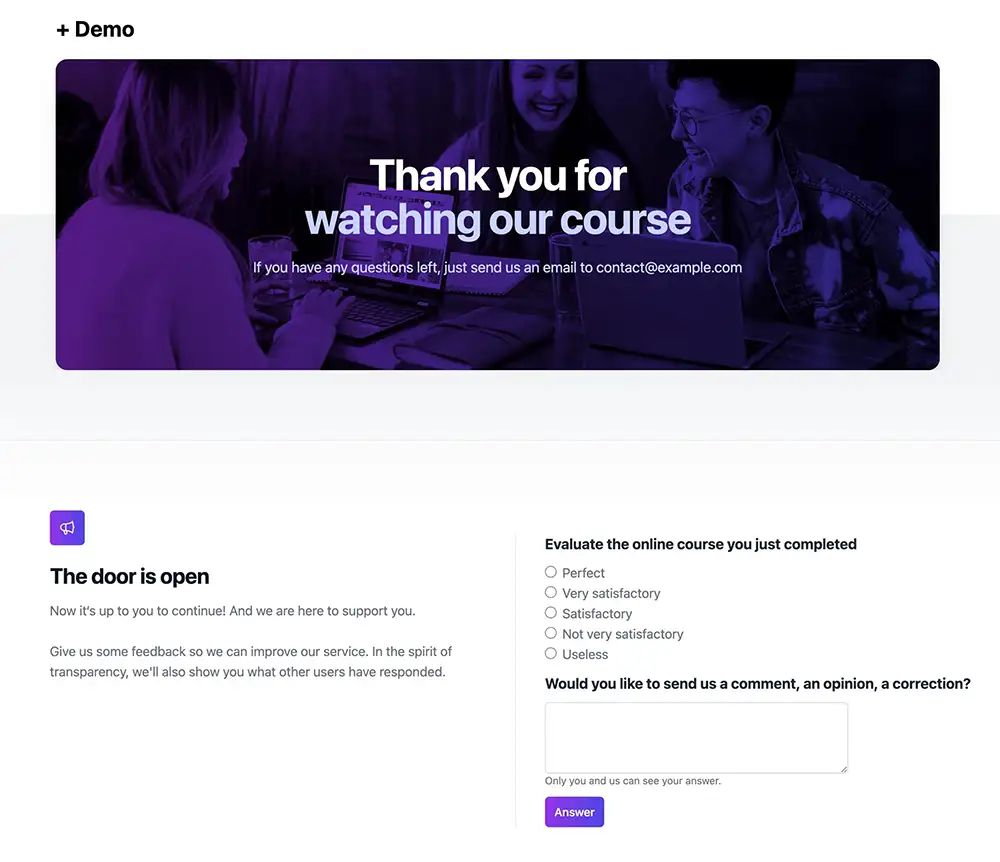 + Demo
Thank you for
watching our course
If you have any questions left, just send us an email to contact@example.com
The door is open
Now it's up to you to continue! And we are here to support you.
Give us some feedback so we can improve our service. In the spirit of
transparency, we'll also show you what other users have responded.
Evaluate the online course you just completed
Perfect
Very satisfactory
Satisfactory
Not very satisfactory
Useless
Would you like to send us a comment, an opinion, a correction?
Only you and us can see your answer.
Answer